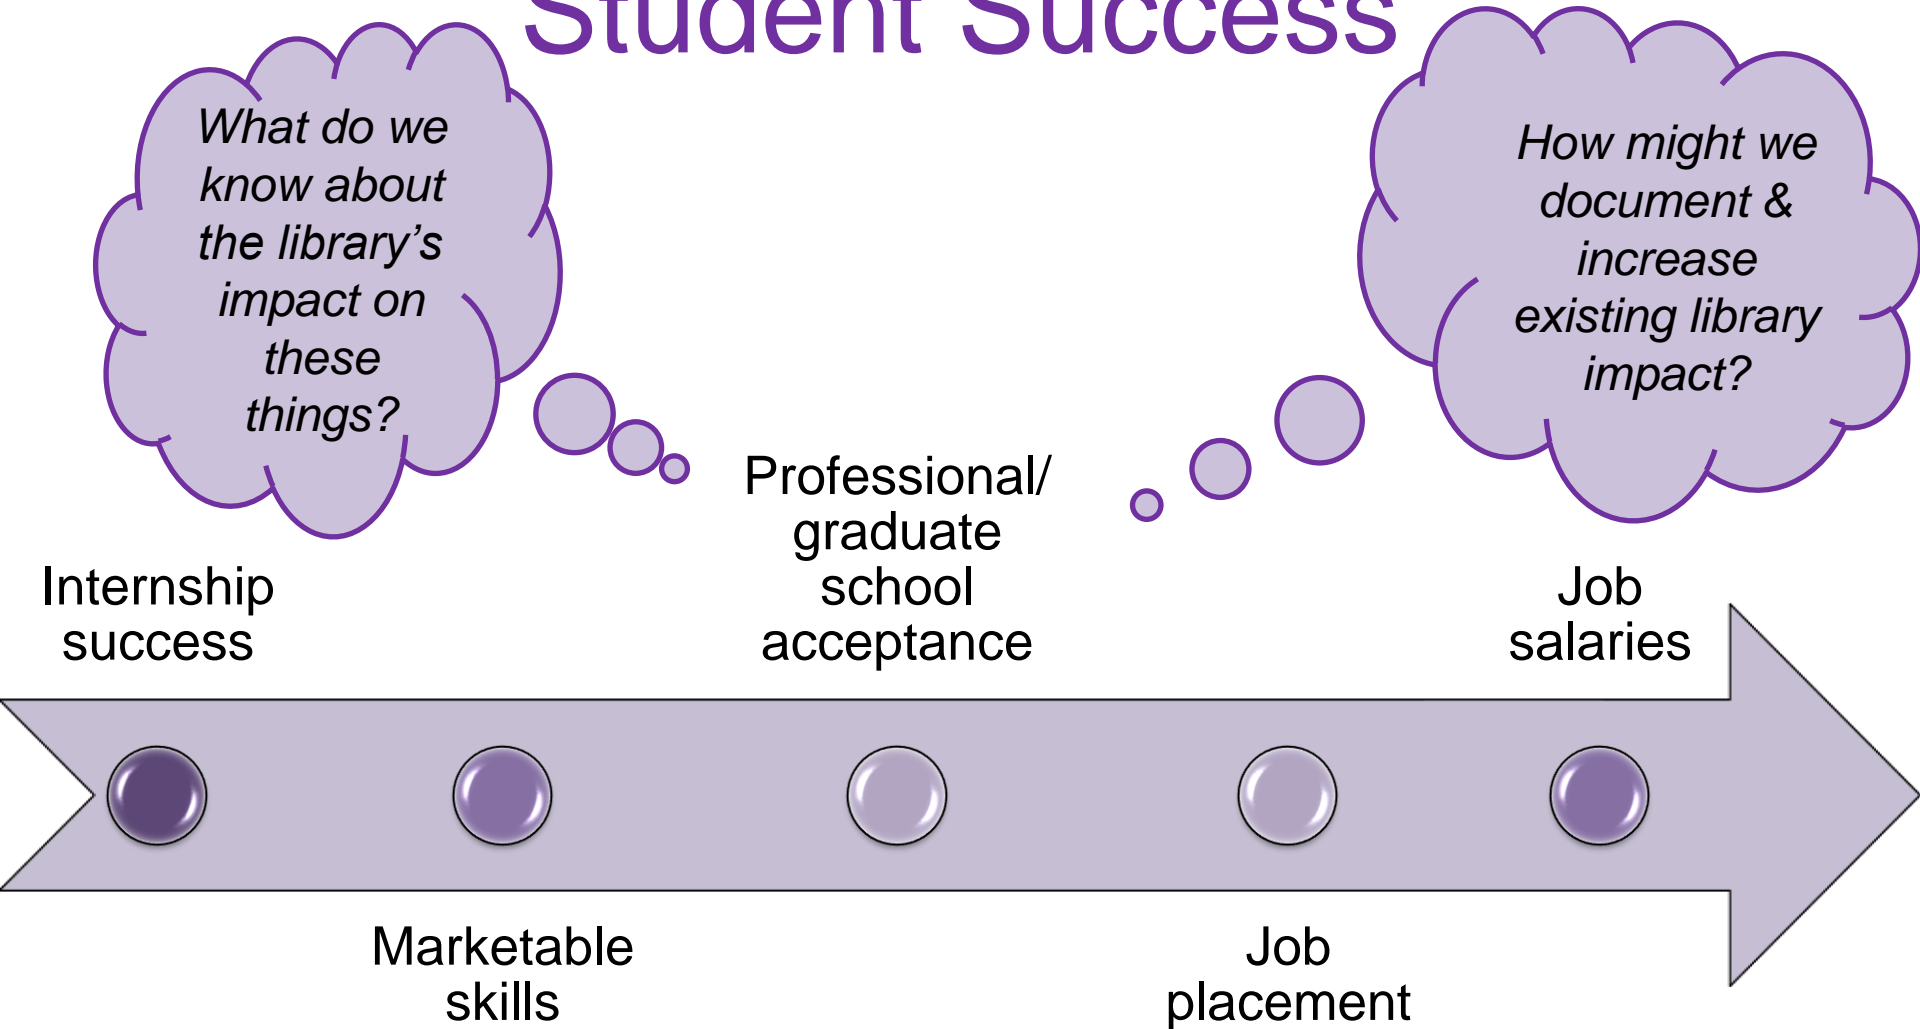 Student Success
What do we
know about
the library’s
impact on
these
things?
How might we
document &
increase
existing library
impact?
Internship
success
Marketable
skills
Professional/
graduate
school
acceptance
Job
placement
Job
salaries